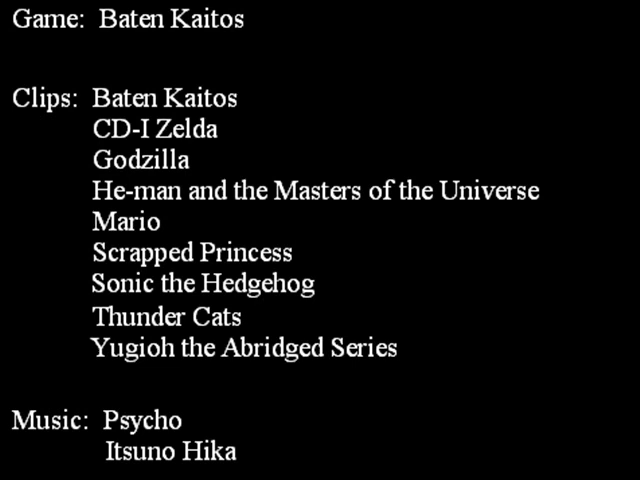 Game: Baten Kaitos
Clips: Baten Kaitos
CD-I Zelda
Godzilla
He-man and the Masters of the Universe
Mario
Scrapped Princess
Sonic the Hedgehog
Thunder Cats
Yugioh the Abridged Series
Music: Psycho
Itsuno Hika